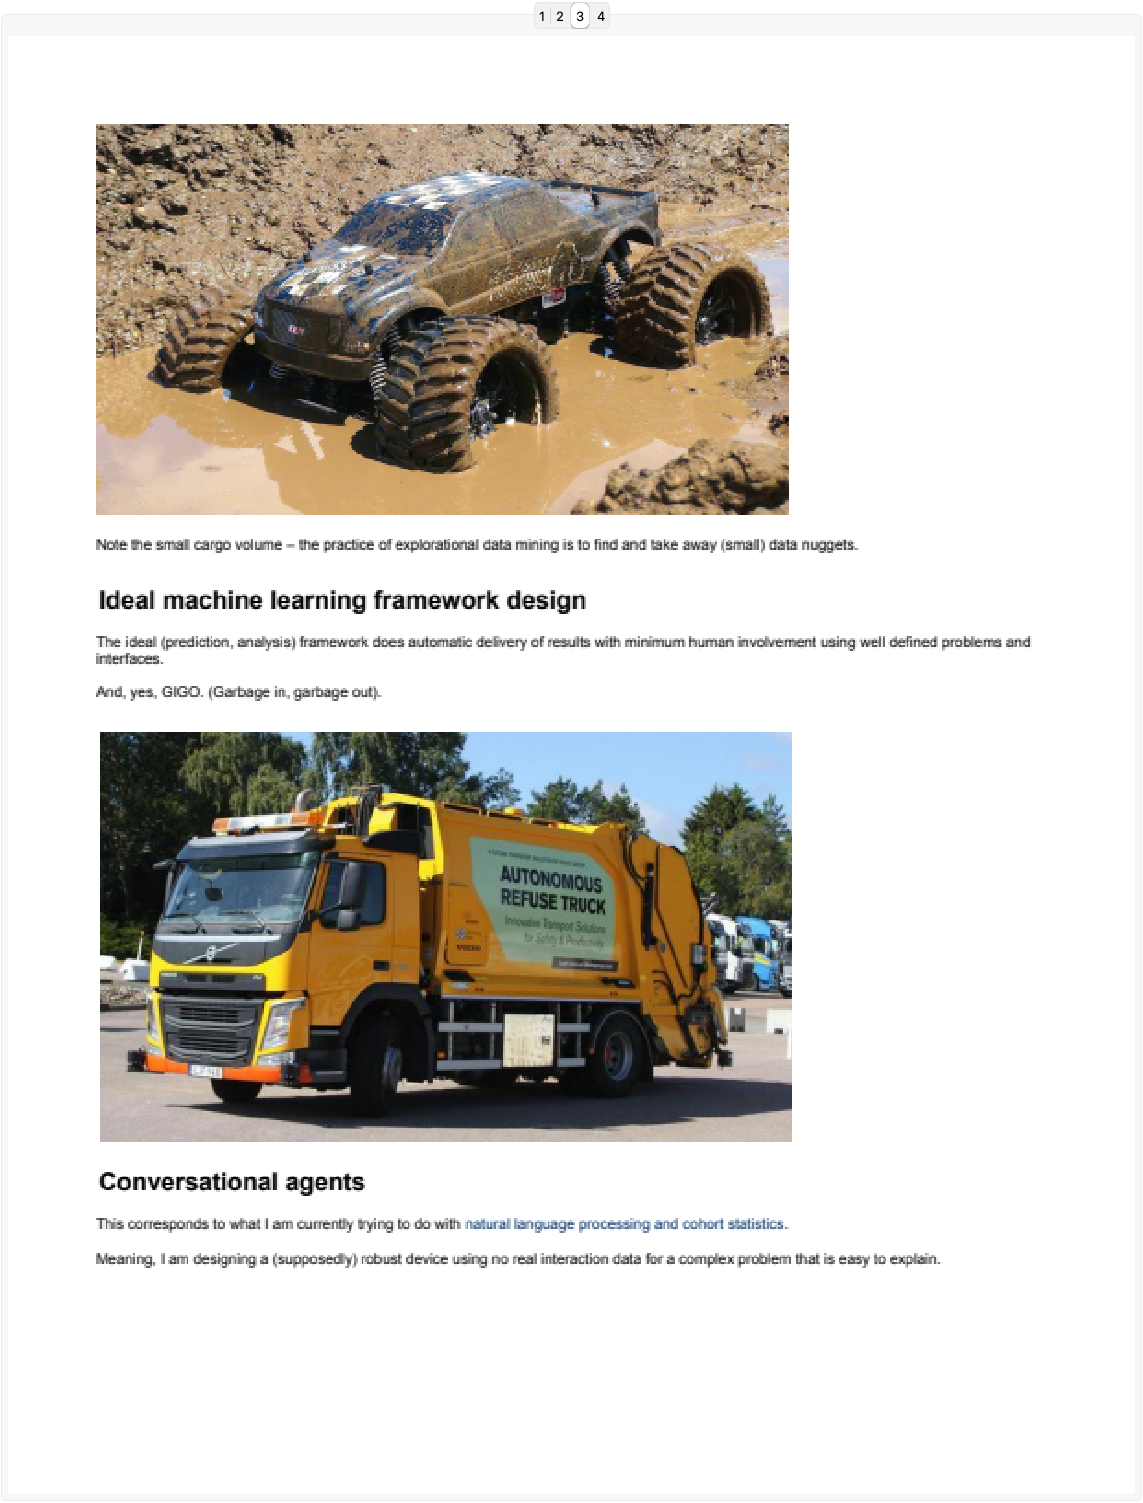 1 2 3 4
Note the small cargo volume – the practice of explorational data mining is to find and take away (small) data nuggets.
Ideal machine learning framework design
The ideal (prediction, analysis) framework does automatic delivery of results with minimum human involvement using well defined problems and
interfaces.
And, yes, GIGO. (Garbage in, garbage out).
AUTONOMOUS
REFUSE TRUCK
Innovative Transport Solutions
for Safety & Productivity
VOLVO
Conversational agents
This corresponds to what I am currently trying to do with natural language processing and cohort statistics.
Meaning, I am designing a (supposedly) robust device using no real interaction data for a complex problem that is easy to explain.